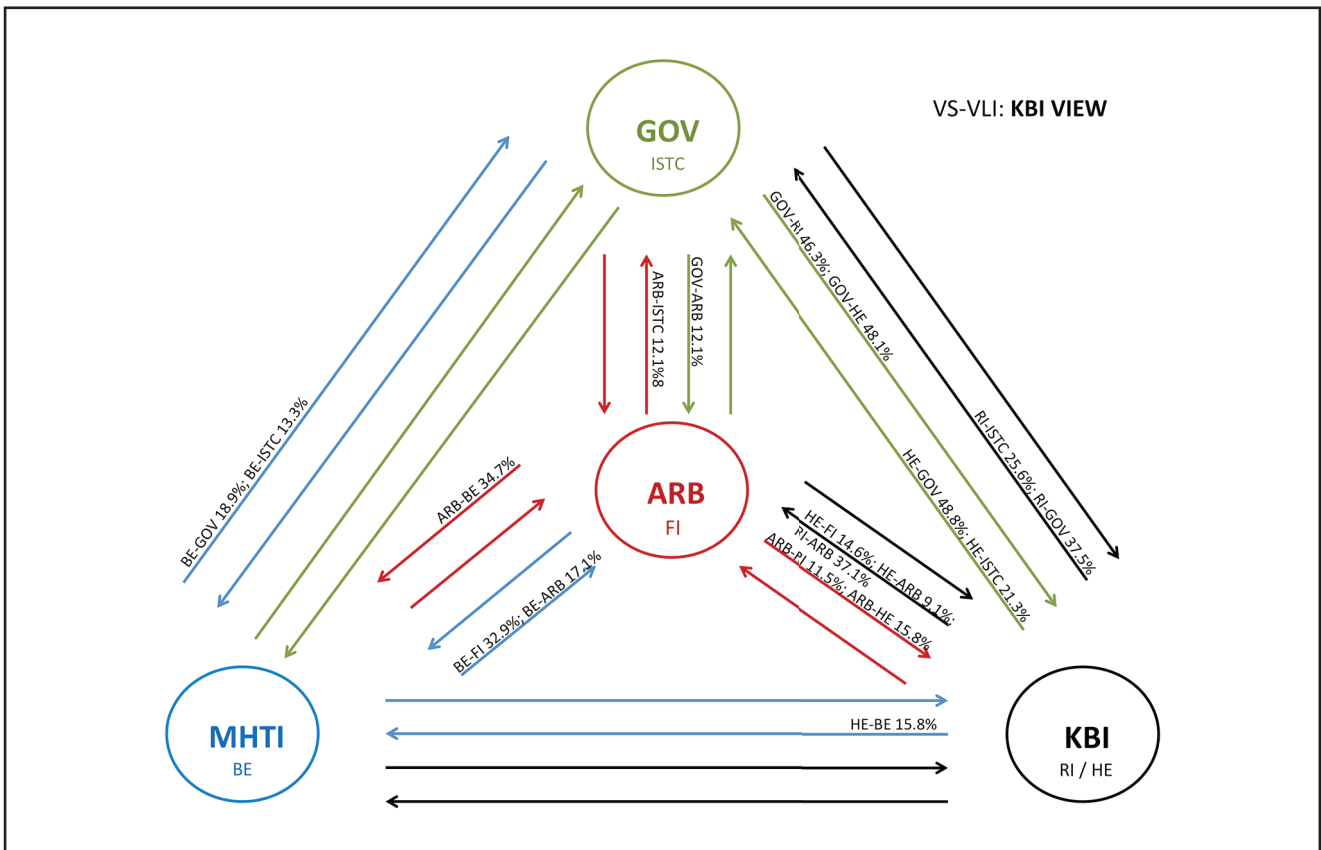 GOV
ISTC
VS-VLI: KBI VIEW
GOV-RI 46.3%; GOV-HE 48.1%
ARB-ISTC 12.1%8
GOV-ARB 12.1%
BE-GOV 18.9%; BE-ISTC 13.3%
RI-ISTC 25.6%; RI-GOV 37.5%
HE-GOV 48.8%; HE-ISTC 21.3%
ARB-BE 34.7%
ARB
FI
HE-FI 14.6%; HE-ARB 9.1%;
RI-ARB 37.1%
ARB-RI 11.5%; ARB-HE 15.8%
BE-FI 32.9%; BE-ARB 17.1%
HE-BE 15.8%
MHTI
BE
KBI
RI / HE